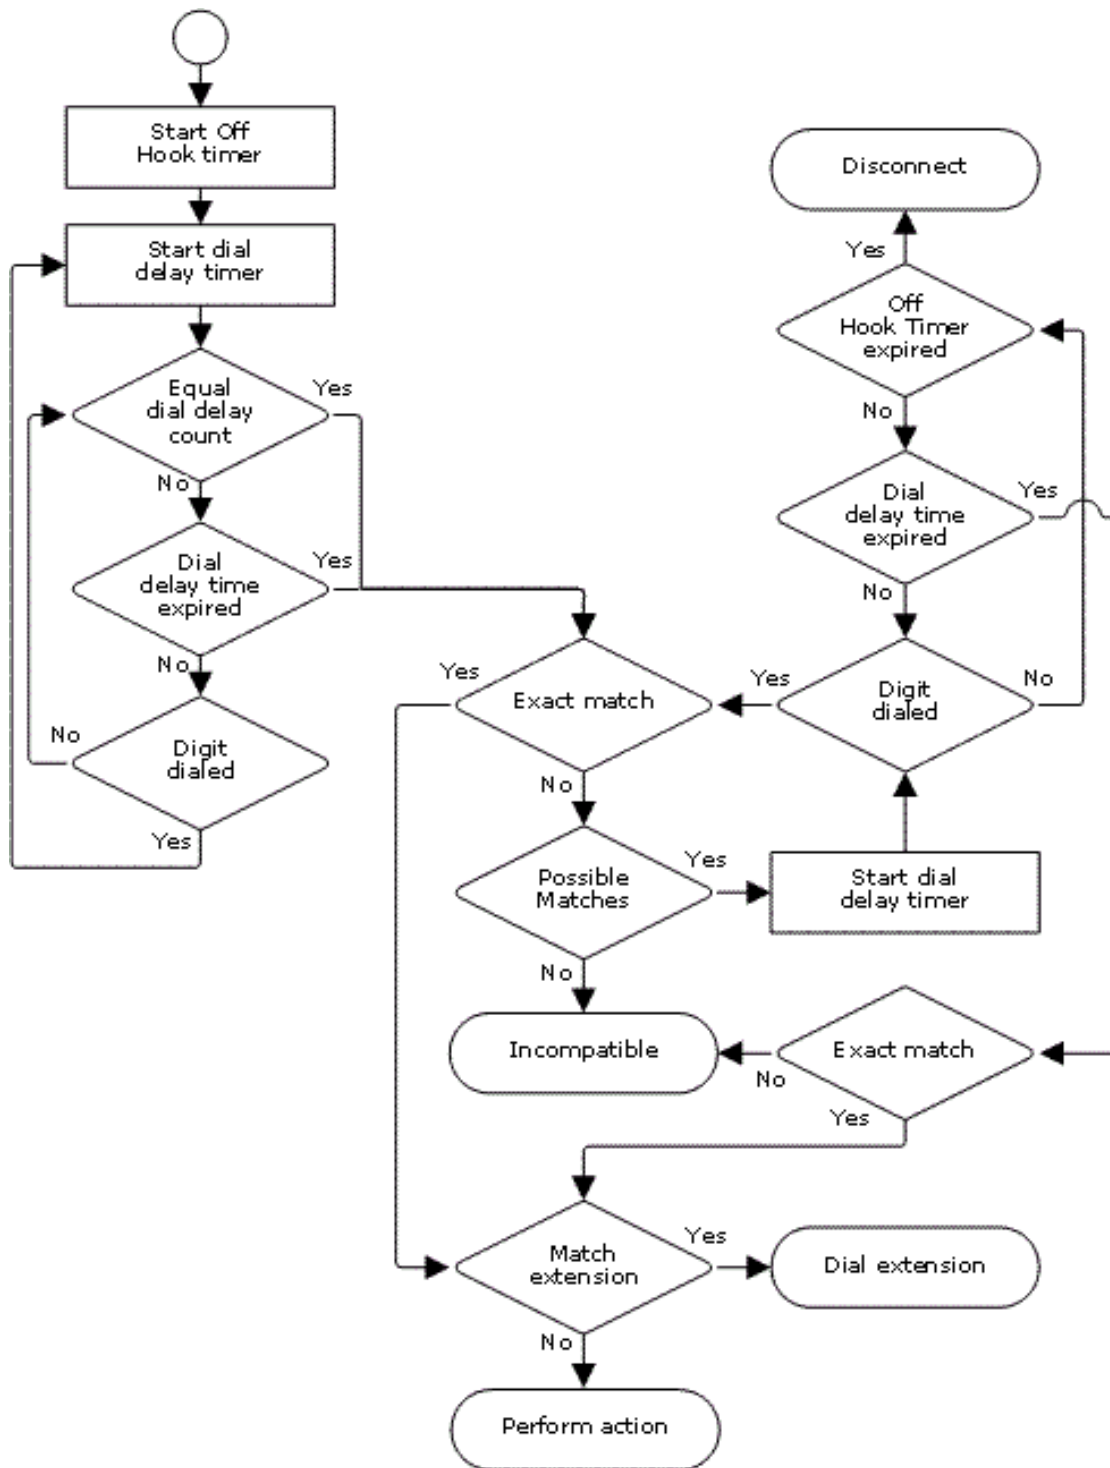 Start Off
Hook timer
Start dial
delay timer
Equal
dial delay
count
Yes
No
Dial
delay time
expired
Yes
No
Digit
dialed
No
Yes
Disconnect
Yes
Off
Hook Timer
expired
No
Dial
delay time
expired
Yes
No
Digit
dialed
Yes
No
Exact match
Yes
No
Possible
Matches
Yes
No
Start dial
delay timer
Incompatible
Exact match
No
Yes
Match
extension
Yes
No
Dial extension
Perform action